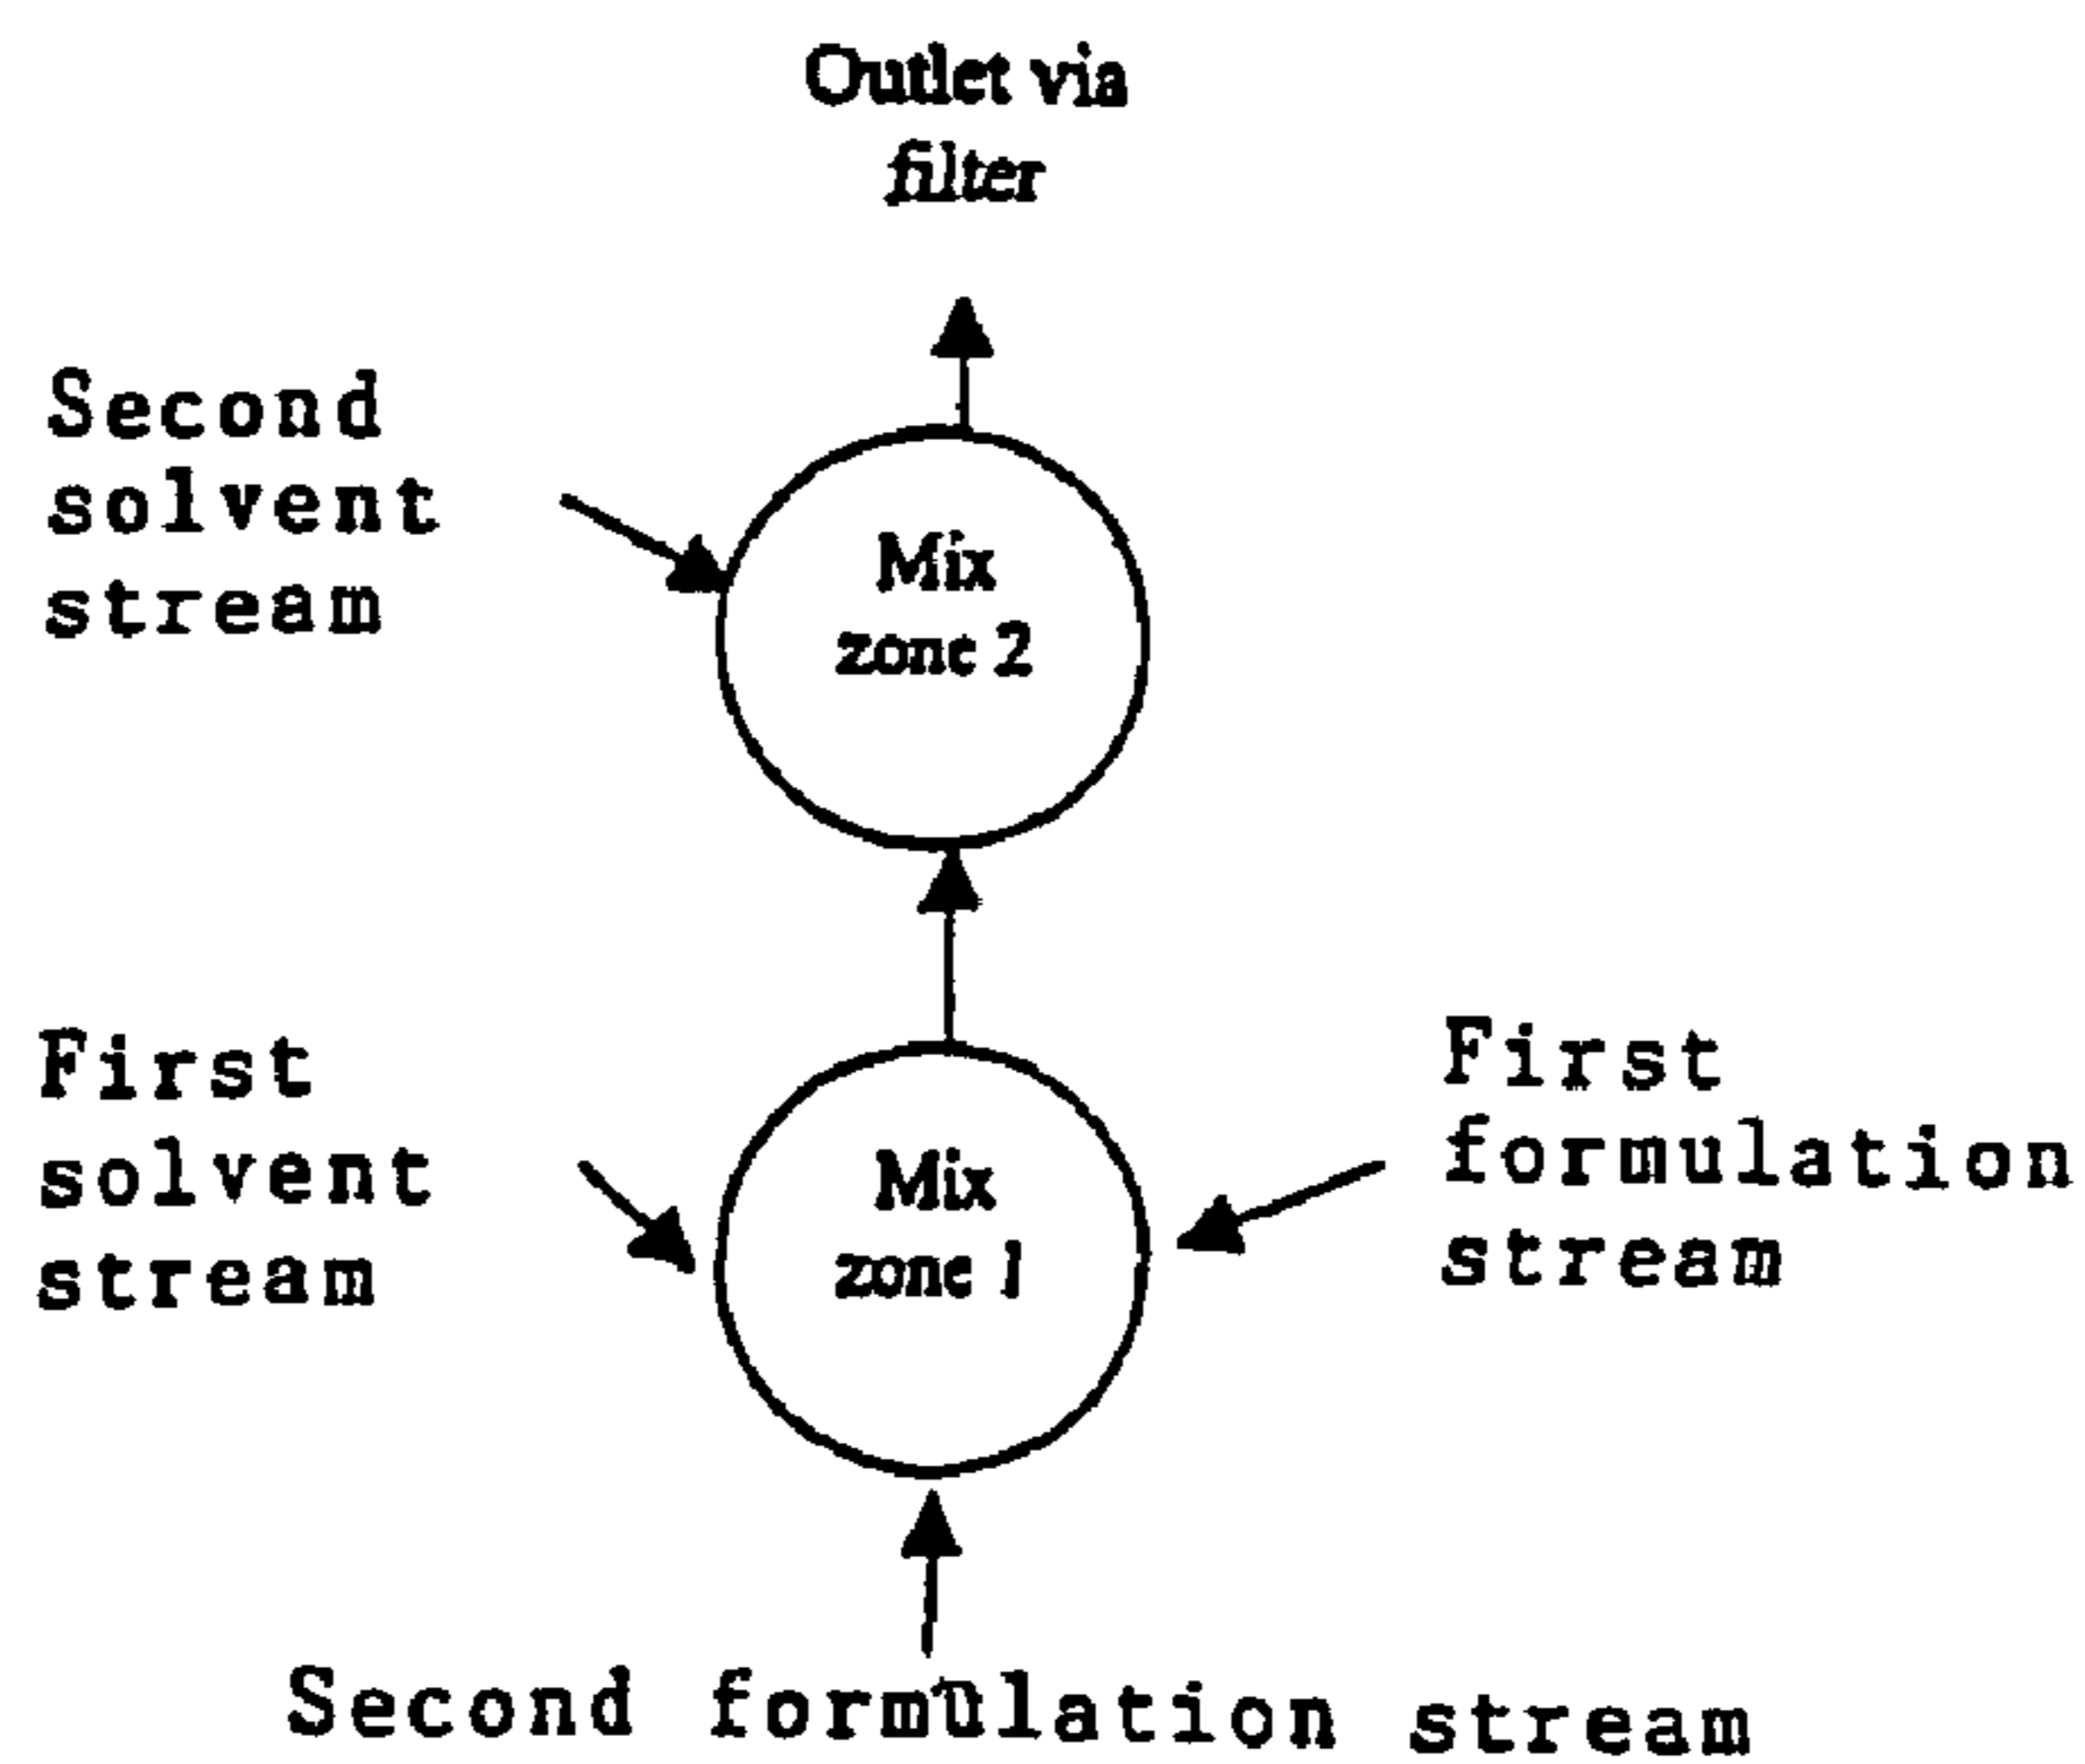 Outlet via
filter
Second
solvent
stream
Mix
zone 2
First
solvent
stream
Mix
zone 1
First
formulation
stream
Second formulation stream